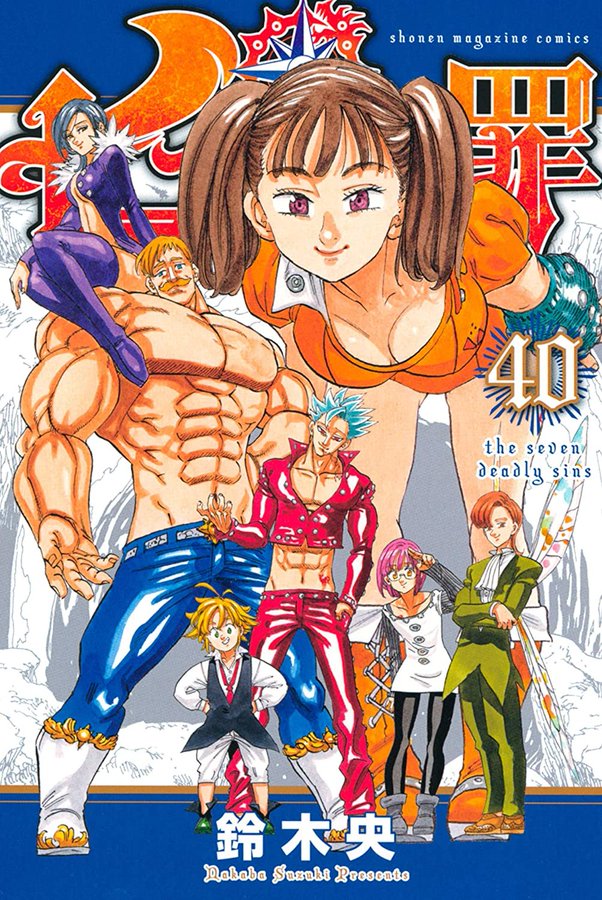 shonen magazine comics
罪
40
the seven
deadly sins
鈴木央
Nakaba Suzuki Presents